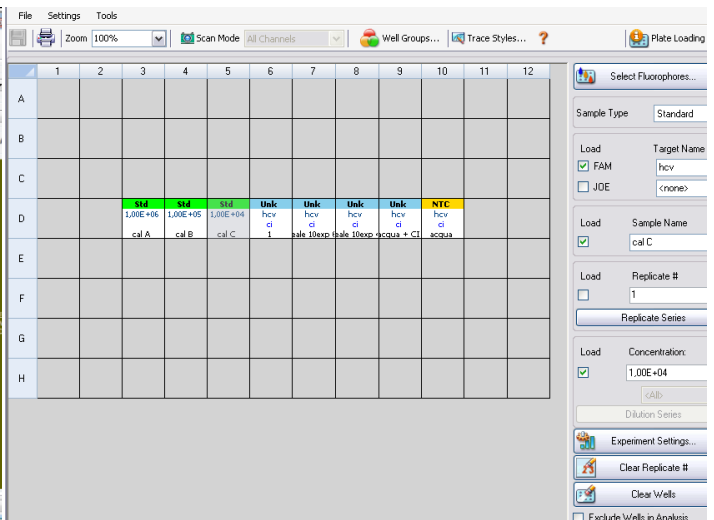 File Settings Tools
Zoom 100% Scan Mode All Channels Well Groups... Trace Styles... ? Plate Loading
1 2 3 4 5 6 7 8 9 10 11 12
A
B
C
D
E
F
G
H
Std Std Std Unk Unk Unk Unk NTC
1,00E+06 1,00E+05 1,00E+04 hcv hcv hcv hcv hcv
ci ci ci ci ci
cal A cal B cal C 1 eale 10exp eale 10exp acqua + CI acqua
Select Fluorophores...
Sample Type Standard
Load Target Name
FAM hcv
JOE <none>
Load Sample Name
cal C
Load Replicate #
1
Replicate Series
Load Concentration:
1,00E+04
<All>
Dilution Series
Experiment Settings...
Clear Replicate #
Clear Wells
Exclude Wells in Analysis